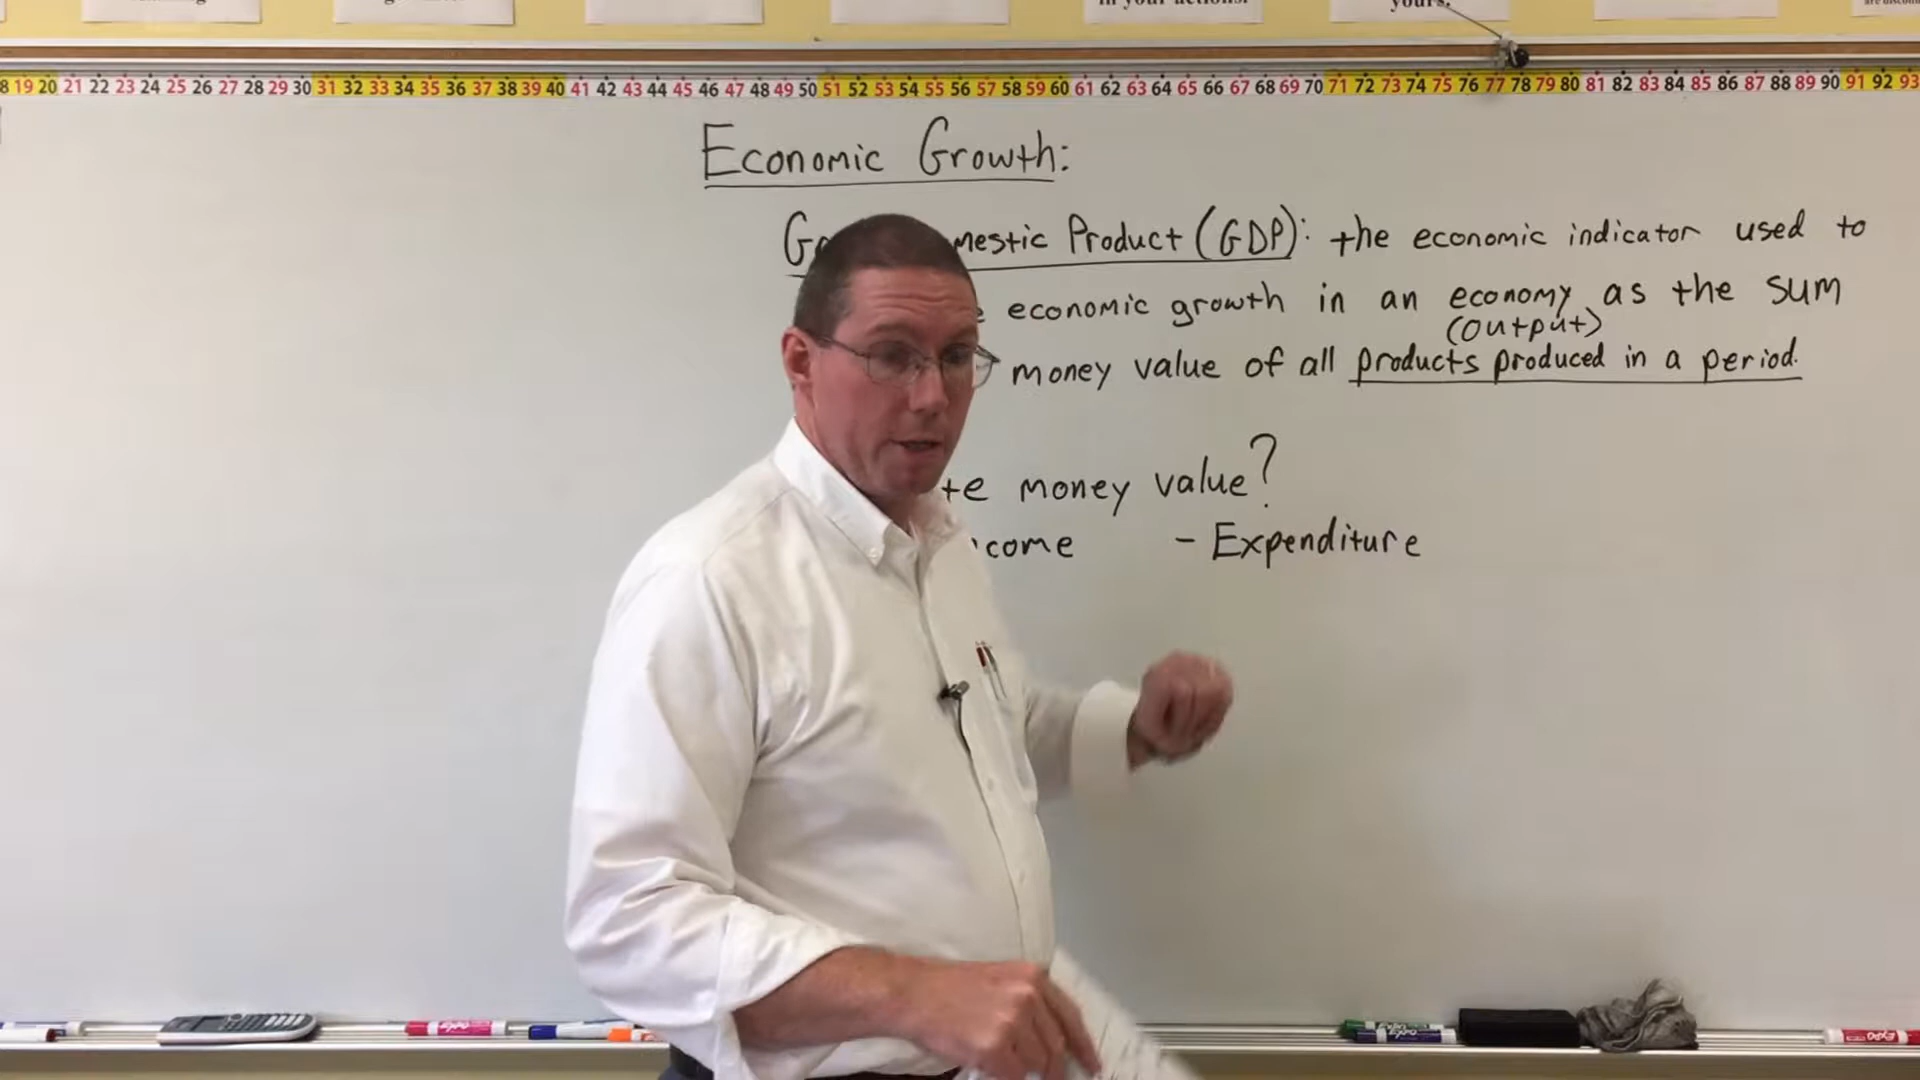 in your actions.
yours.
19 20 21 22 23 24 25 26 27 28 29 30 31 32 33 34 35 36 37 38 39 40 41 42 43 44 45 46 47 48 49 50 51 52 53 54 55 56 57 58 59 60 61 62 63 64 65 66 67 68 69 70 71 72 73 74 75 76 77 78 79 80 81 82 83 84 85 86 87 88 89 90 91 92 93
Economic Growth:
Product (GDP): the economic indicator used to
economic growth in an economy as the sum
(output)
money value of all products produced in a period.
money value?
- Expenditure
EXPO